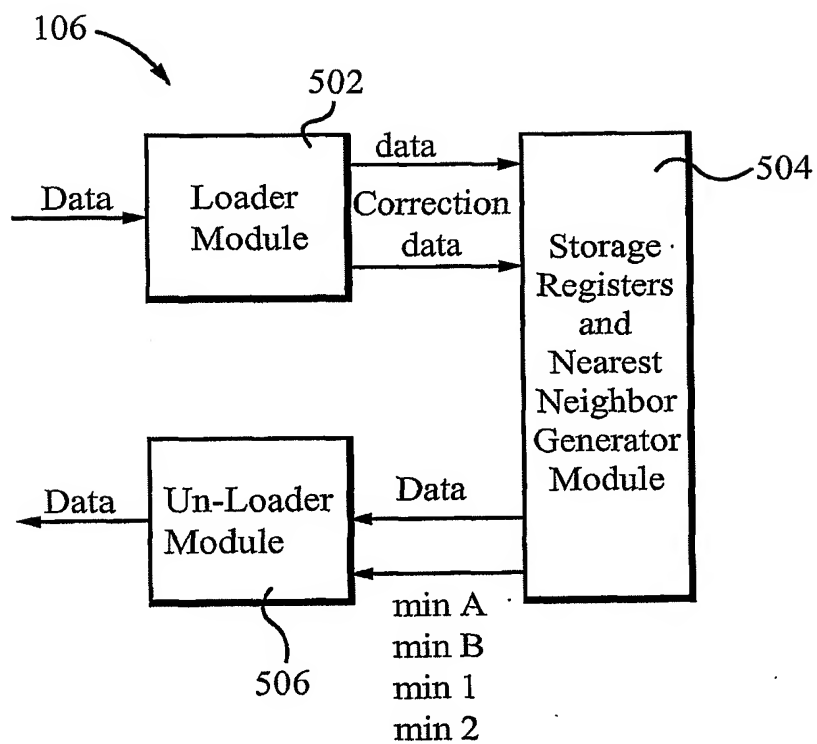 106
502
data
504
Data
Loader
Module
Correction
data
Storage
Registers
and
Nearest
Neighbor
Generator
Module
Data
Un-Loader
Module
Data
min A
min B
min 1
min 2
506